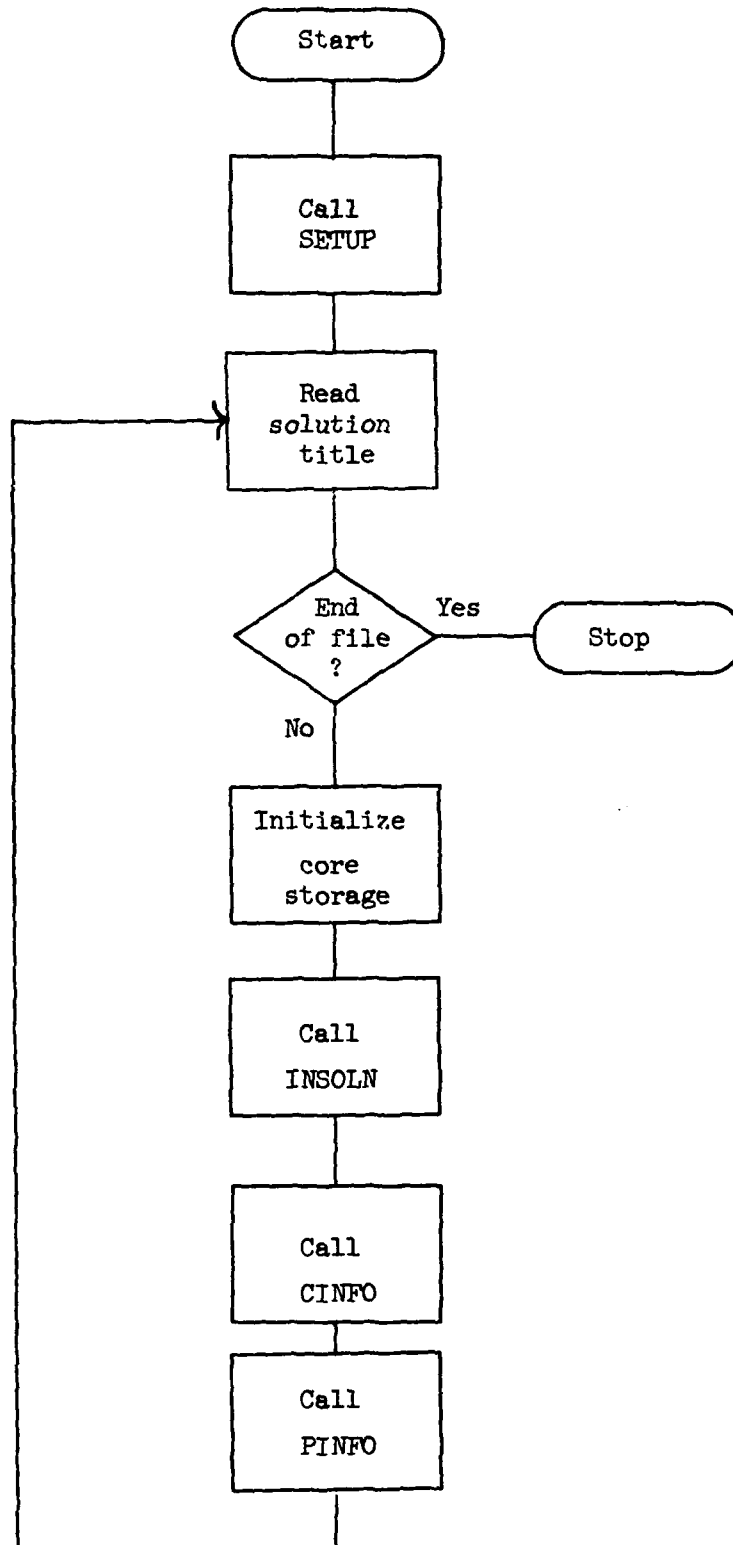 Start
Call
SETUP
Read
solution
title
End
of file
?
Yes
Stop
No
Initialize
core
storage
Call
INSOLN
Call
CINFO
Call
PINFO